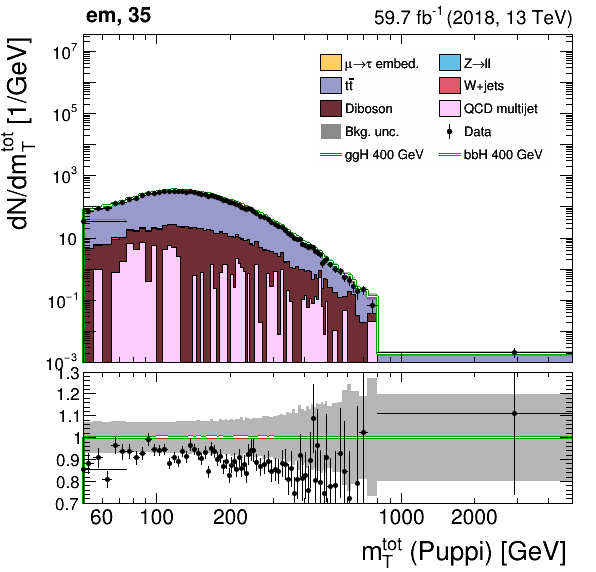 em, 35
59.7 fb⁻¹ (2018, 13 TeV)
dN/dm_T^tot [1/GeV]
10⁷
10⁵
10³
10
10⁻¹
10⁻³
μ→τ embed.
Z→ll
tt̄
W+jets
Diboson
QCD multijet
Bkg. unc.
Data
ggH 400 GeV
bbH 400 GeV
1.3
1.2
1.1
1
0.9
0.8
0.7
60
100
200
1000
2000
m_T^tot (Puppi) [GeV]